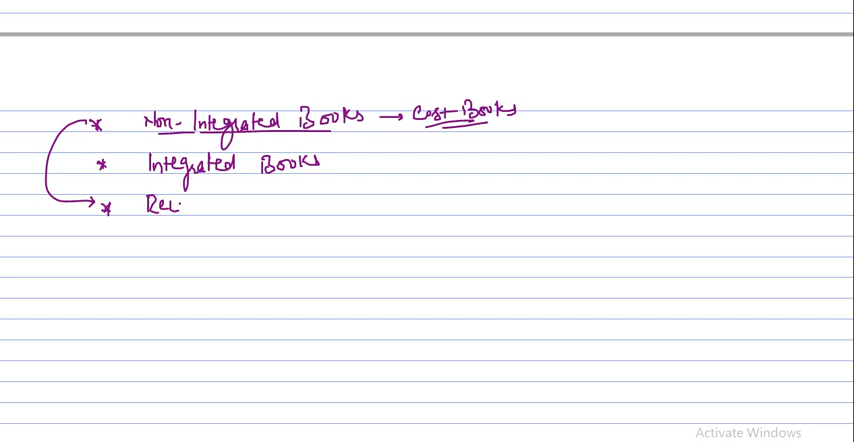 * Non-Integrated Books → Cost Books
* Integrated Books
* Rec.
Activate Windows